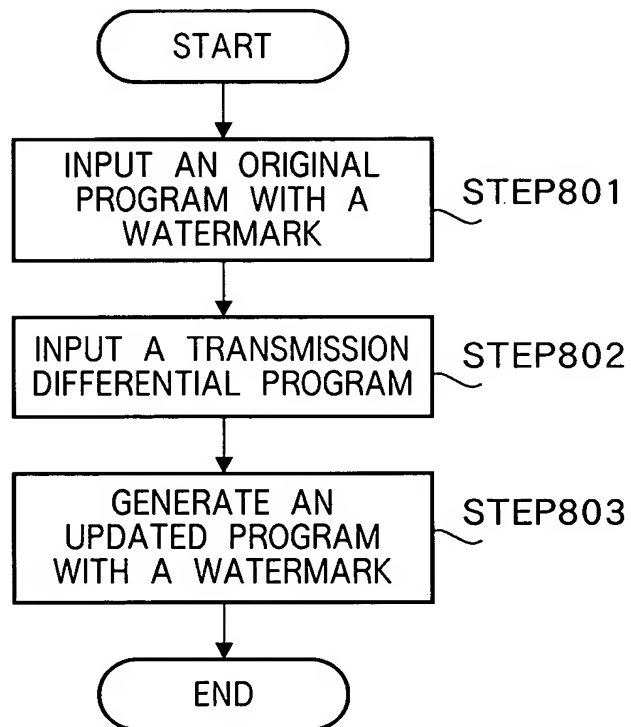 START
INPUT AN ORIGINAL
PROGRAM WITH A
WATERMARK
STEP801
INPUT A TRANSMISSION
DIFFERENTIAL PROGRAM
STEP802
GENERATE AN
UPDATED PROGRAM
WITH A WATERMARK
STEP803
END